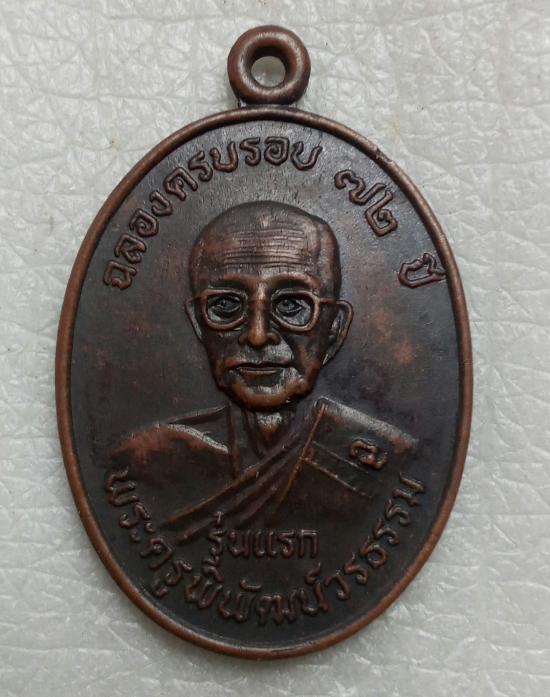 ฉลองครบรอบ ๗๒ ปี
รุ่นแรก
พระครูพิพัฒน์วรธรรม